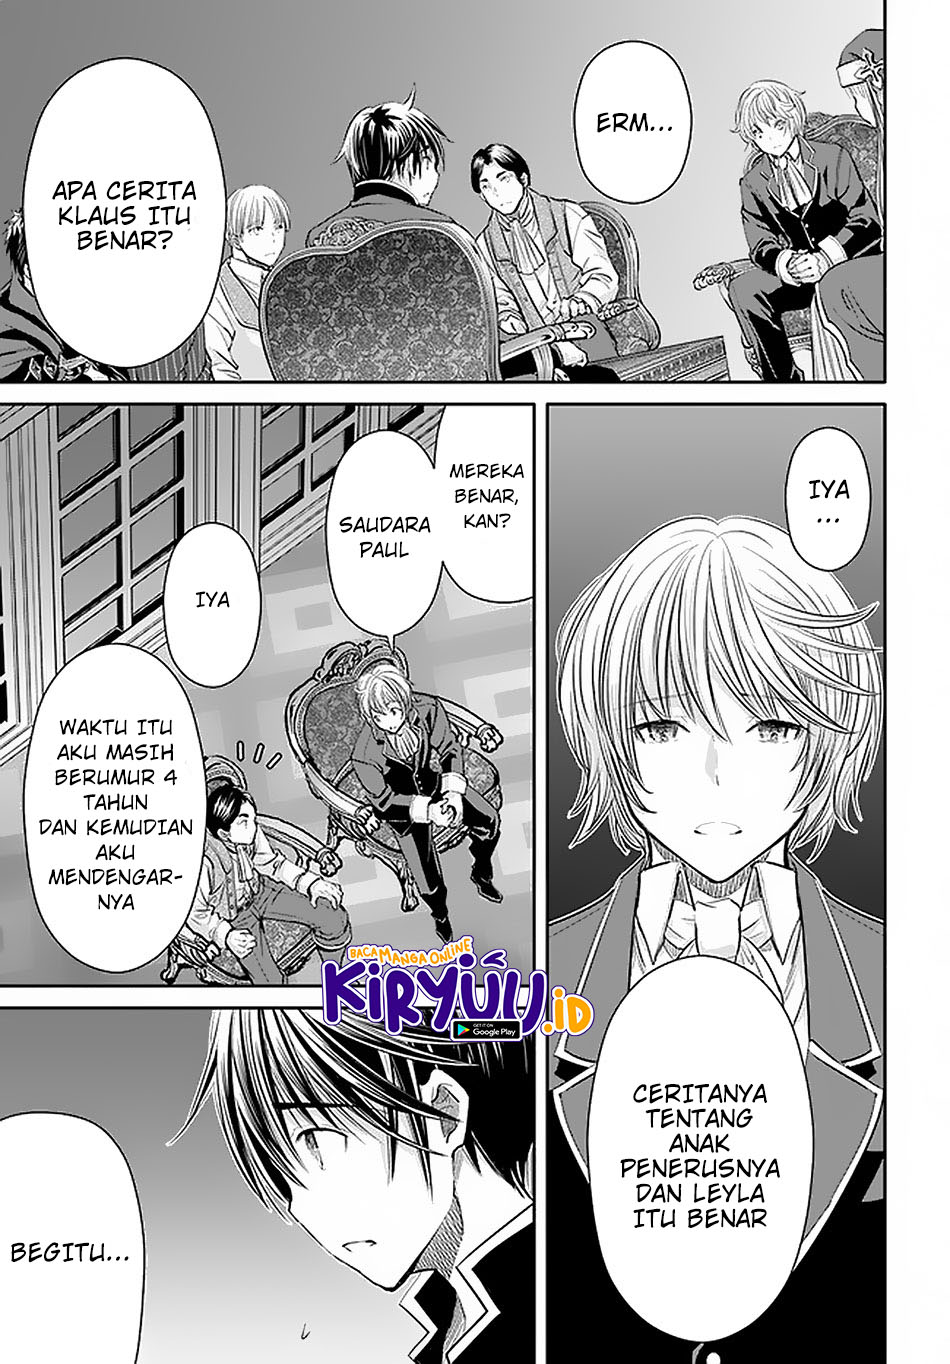 ERM...
APA CERITA
KLAUS ITU
BENAR?
IYA
...
CERITANYA
TENTANG
ANAK
PENERUSNYA
DAN LEYLA
ITU BENAR
MEREKA
BENAR,
KAN?
SAUDARA
PAUL
IYA
WAKTU ITU
AKU MASIH
BERUMUR 4
TAHUN
DAN KEMUDIAN
AKU
MENDENGAR-
NYA
BACA MANGA ONLINE
KIRYUU.ID
GET IT ON
Google Play
BEGITU...